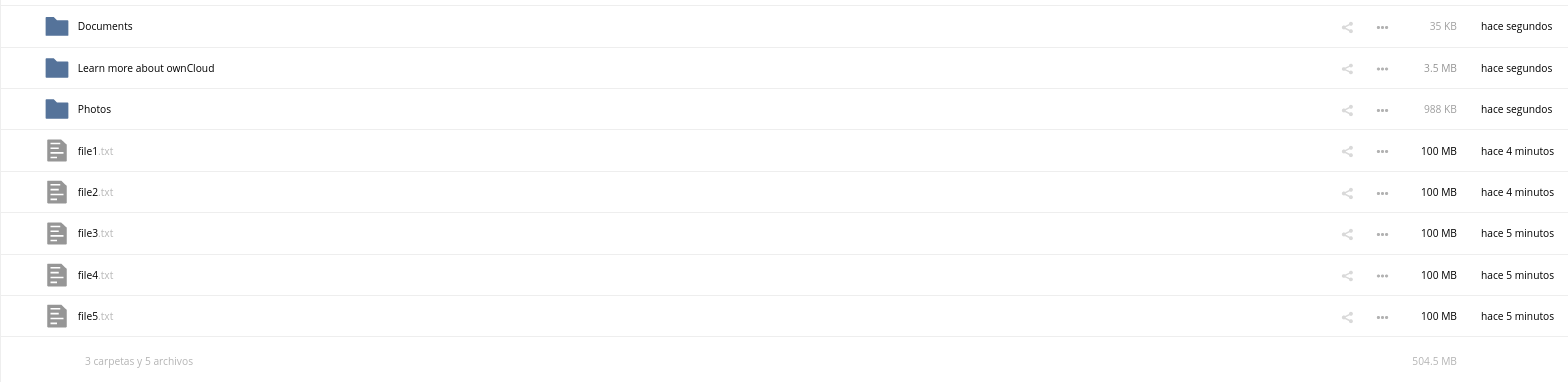 Documents 35 KB hace segundos
Learn more about ownCloud 3.5 MB hace segundos
Photos 988 KB hace segundos
file1.txt 100 MB hace 4 minutos
file2.txt 100 MB hace 4 minutos
file3.txt 100 MB hace 5 minutos
file4.txt 100 MB hace 5 minutos
file5.txt 100 MB hace 5 minutos
3 carpetas y 5 archivos 504.5 MB